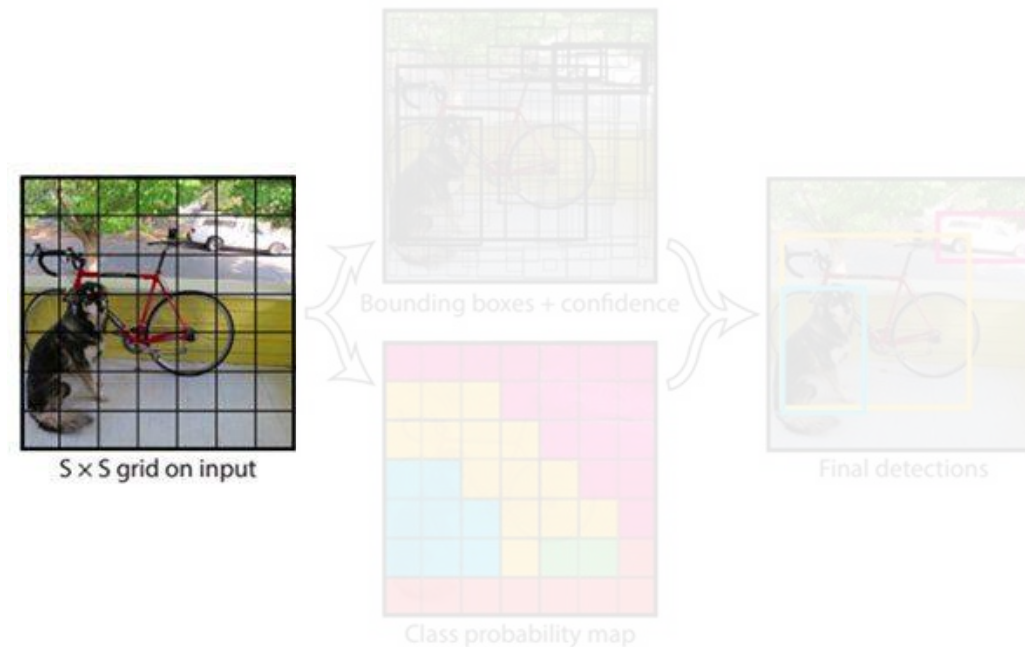 Bounding boxes + confidence
S × S grid on input
Final detections
Class probability map